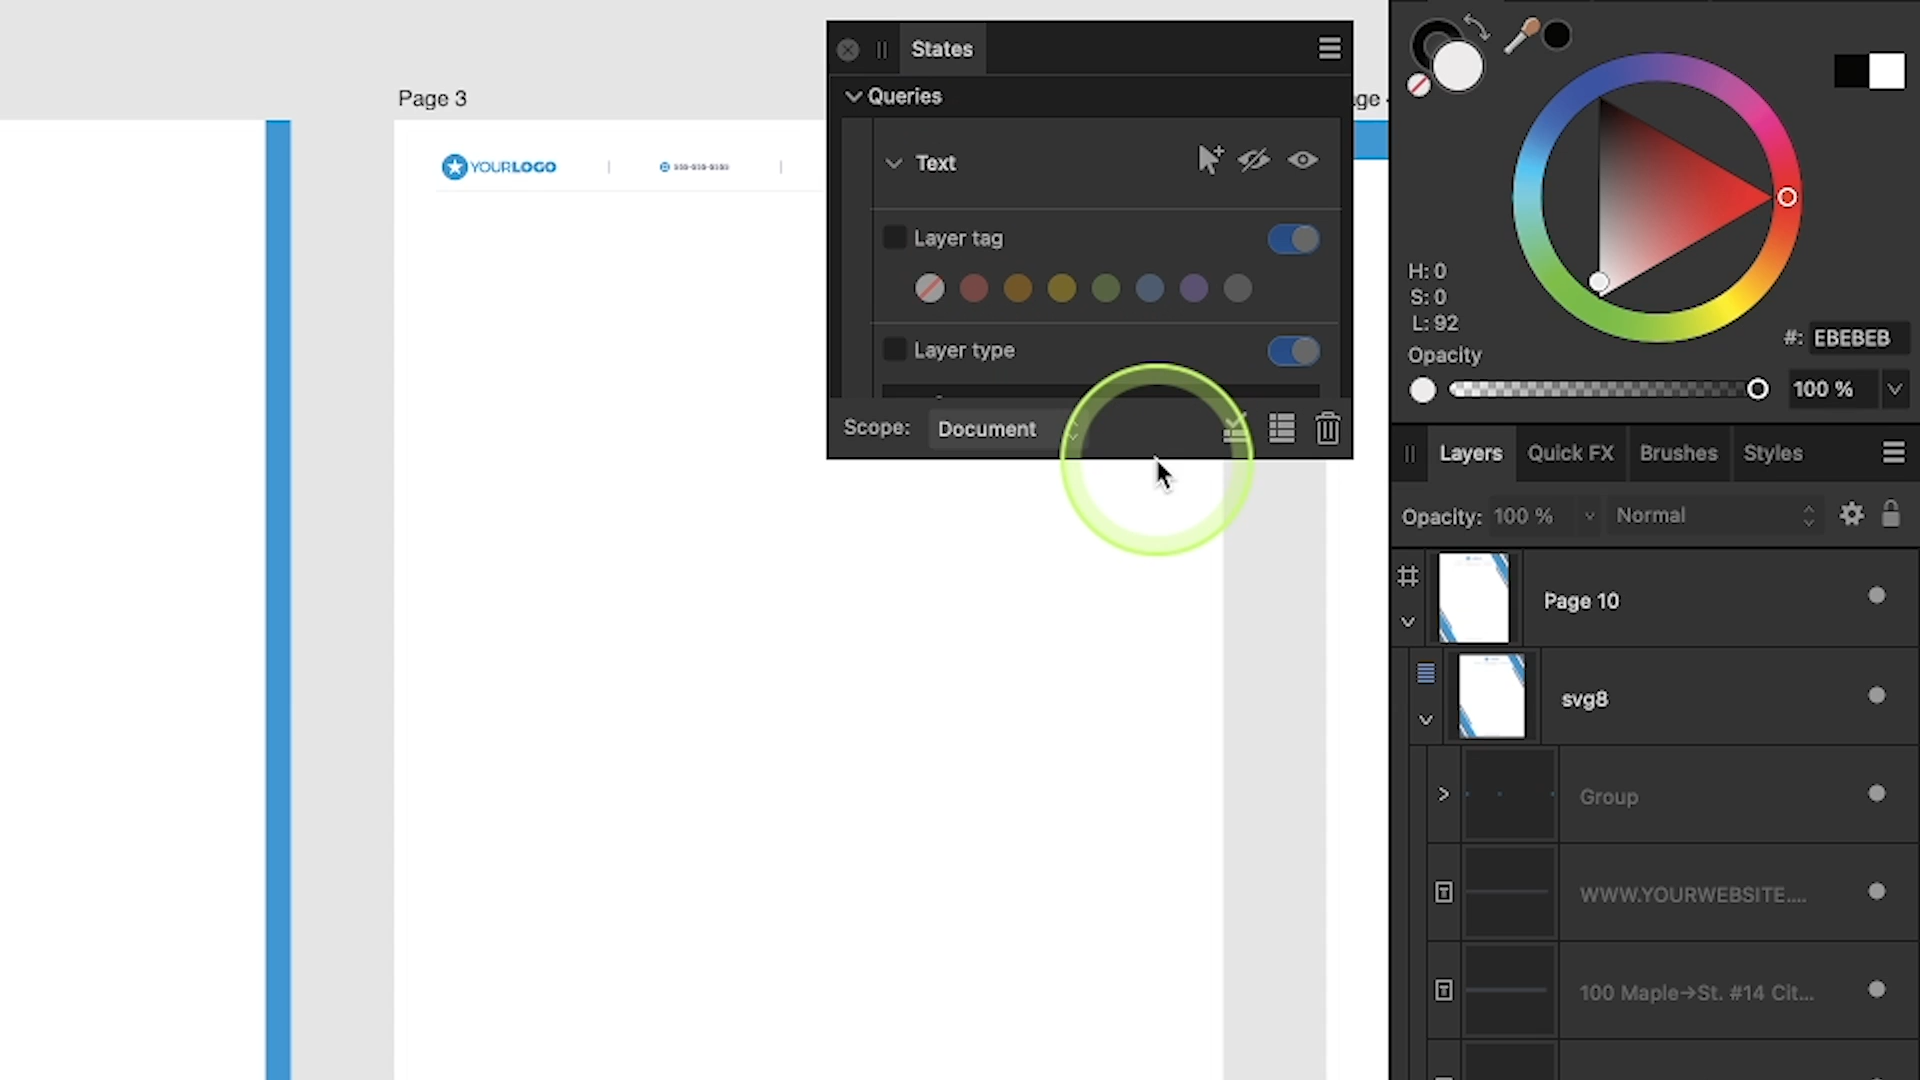 Page 3
YOURLOGO
States
Queries
Text
Layer tag
Layer type
Scope:
Document
H: 0
S: 0
L: 92
#: EBEBEB
Opacity
100 %
Layers
Quick FX
Brushes
Styles
Opacity: 100 %
Normal
Page 10
svg8
Group
WWW.YOURWEBSITE....
100 Maple→St. #14 Cit...